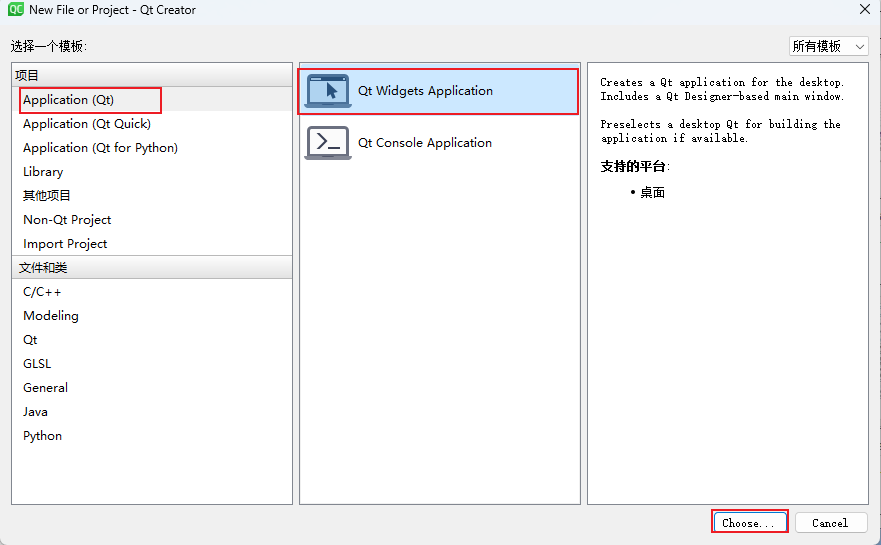 QC New File or Project - Qt Creator
选择一个模板:
所有模板
项目
Application (Qt)
Application (Qt Quick)
Application (Qt for Python)
Library
其他项目
Non-Qt Project
Import Project
文件和类
C/C++
Modeling
Qt
GLSL
General
Java
Python
Qt Widgets Application
Qt Console Application
Creates a Qt application for the desktop.
Includes a Qt Designer-based main window.
Preselects a desktop Qt for building the
application if available.
支持的平台:
• 桌面
Choose...
Cancel